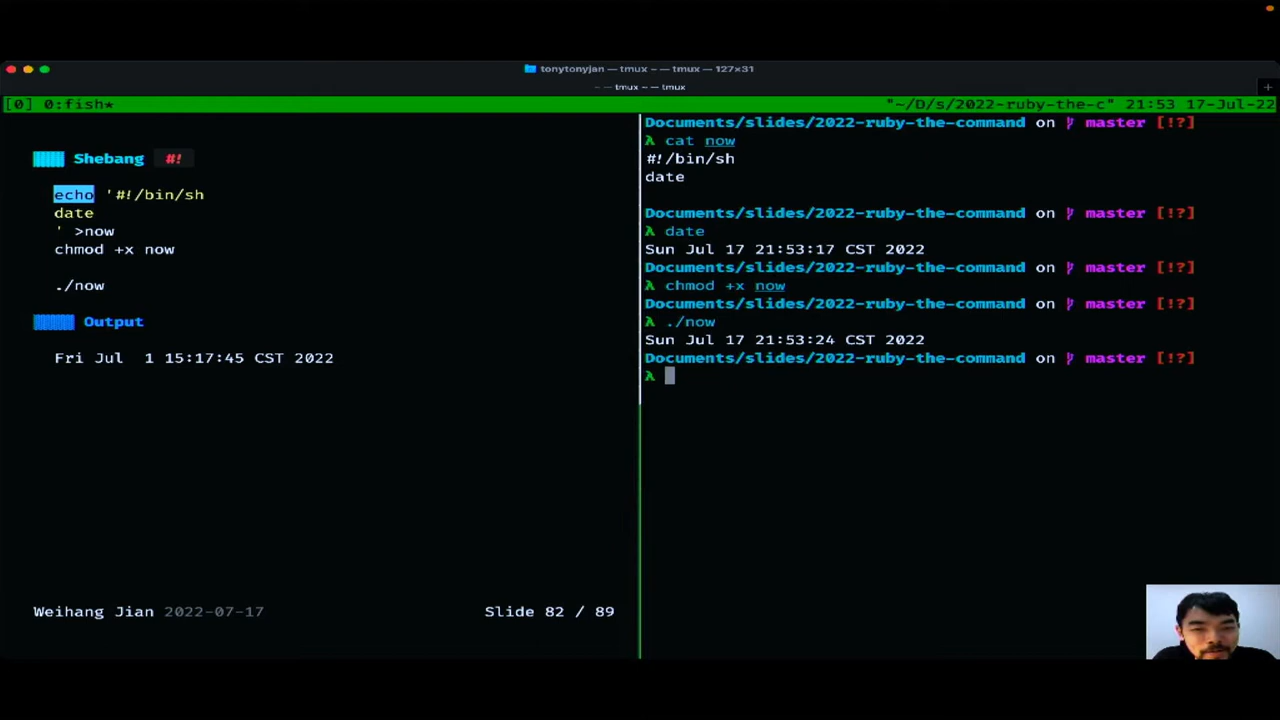 tonytonyjan — tmux ~ — tmux — 127×31
~ — tmux ~ — tmux
[0] 0:fish* "~/D/s/2022-ruby-the-c" 21:53 17-Jul-22
Shebang #!
echo '#!/bin/sh
date
' >now
chmod +x now
./now
Output
Fri Jul  1 15:17:45 CST 2022
Weihang Jian 2022-07-17 Slide 82 / 89
Documents/slides/2022-ruby-the-command on master [!?]
λ cat now
#!/bin/sh
date
Documents/slides/2022-ruby-the-command on master [!?]
λ date
Sun Jul 17 21:53:17 CST 2022
Documents/slides/2022-ruby-the-command on master [!?]
λ chmod +x now
Documents/slides/2022-ruby-the-command on master [!?]
λ ./now
Sun Jul 17 21:53:24 CST 2022
Documents/slides/2022-ruby-the-command on master [!?]
λ